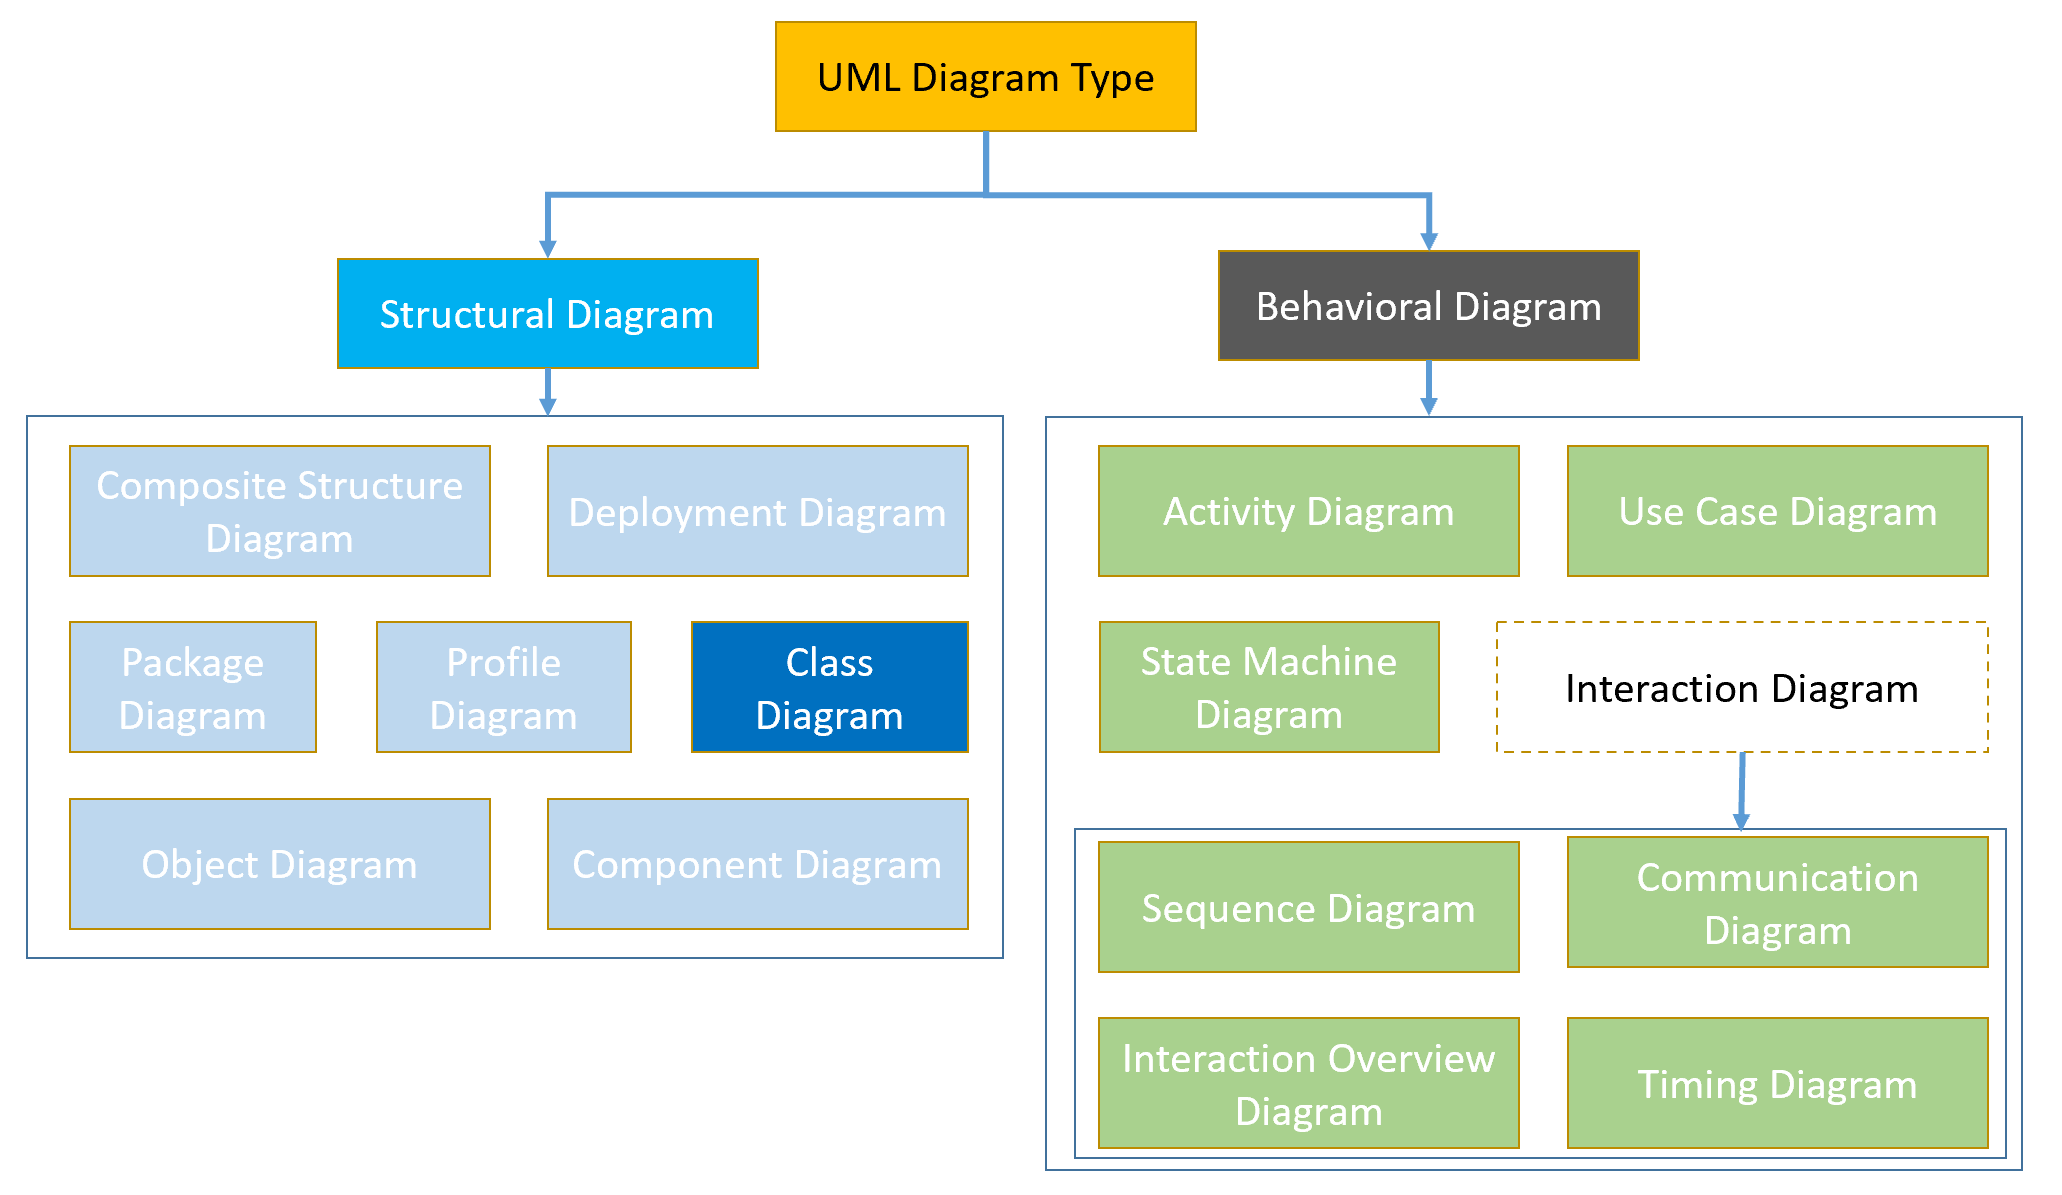 UML Diagram Type
Structural Diagram
Behavioral Diagram
Composite Structure
Diagram
Deployment Diagram
Package
Diagram
Profile
Diagram
Class
Diagram
Object Diagram
Component Diagram
Activity Diagram
Use Case Diagram
State Machine
Diagram
Interaction Diagram
Sequence Diagram
Communication
Diagram
Interaction Overview
Diagram
Timing Diagram